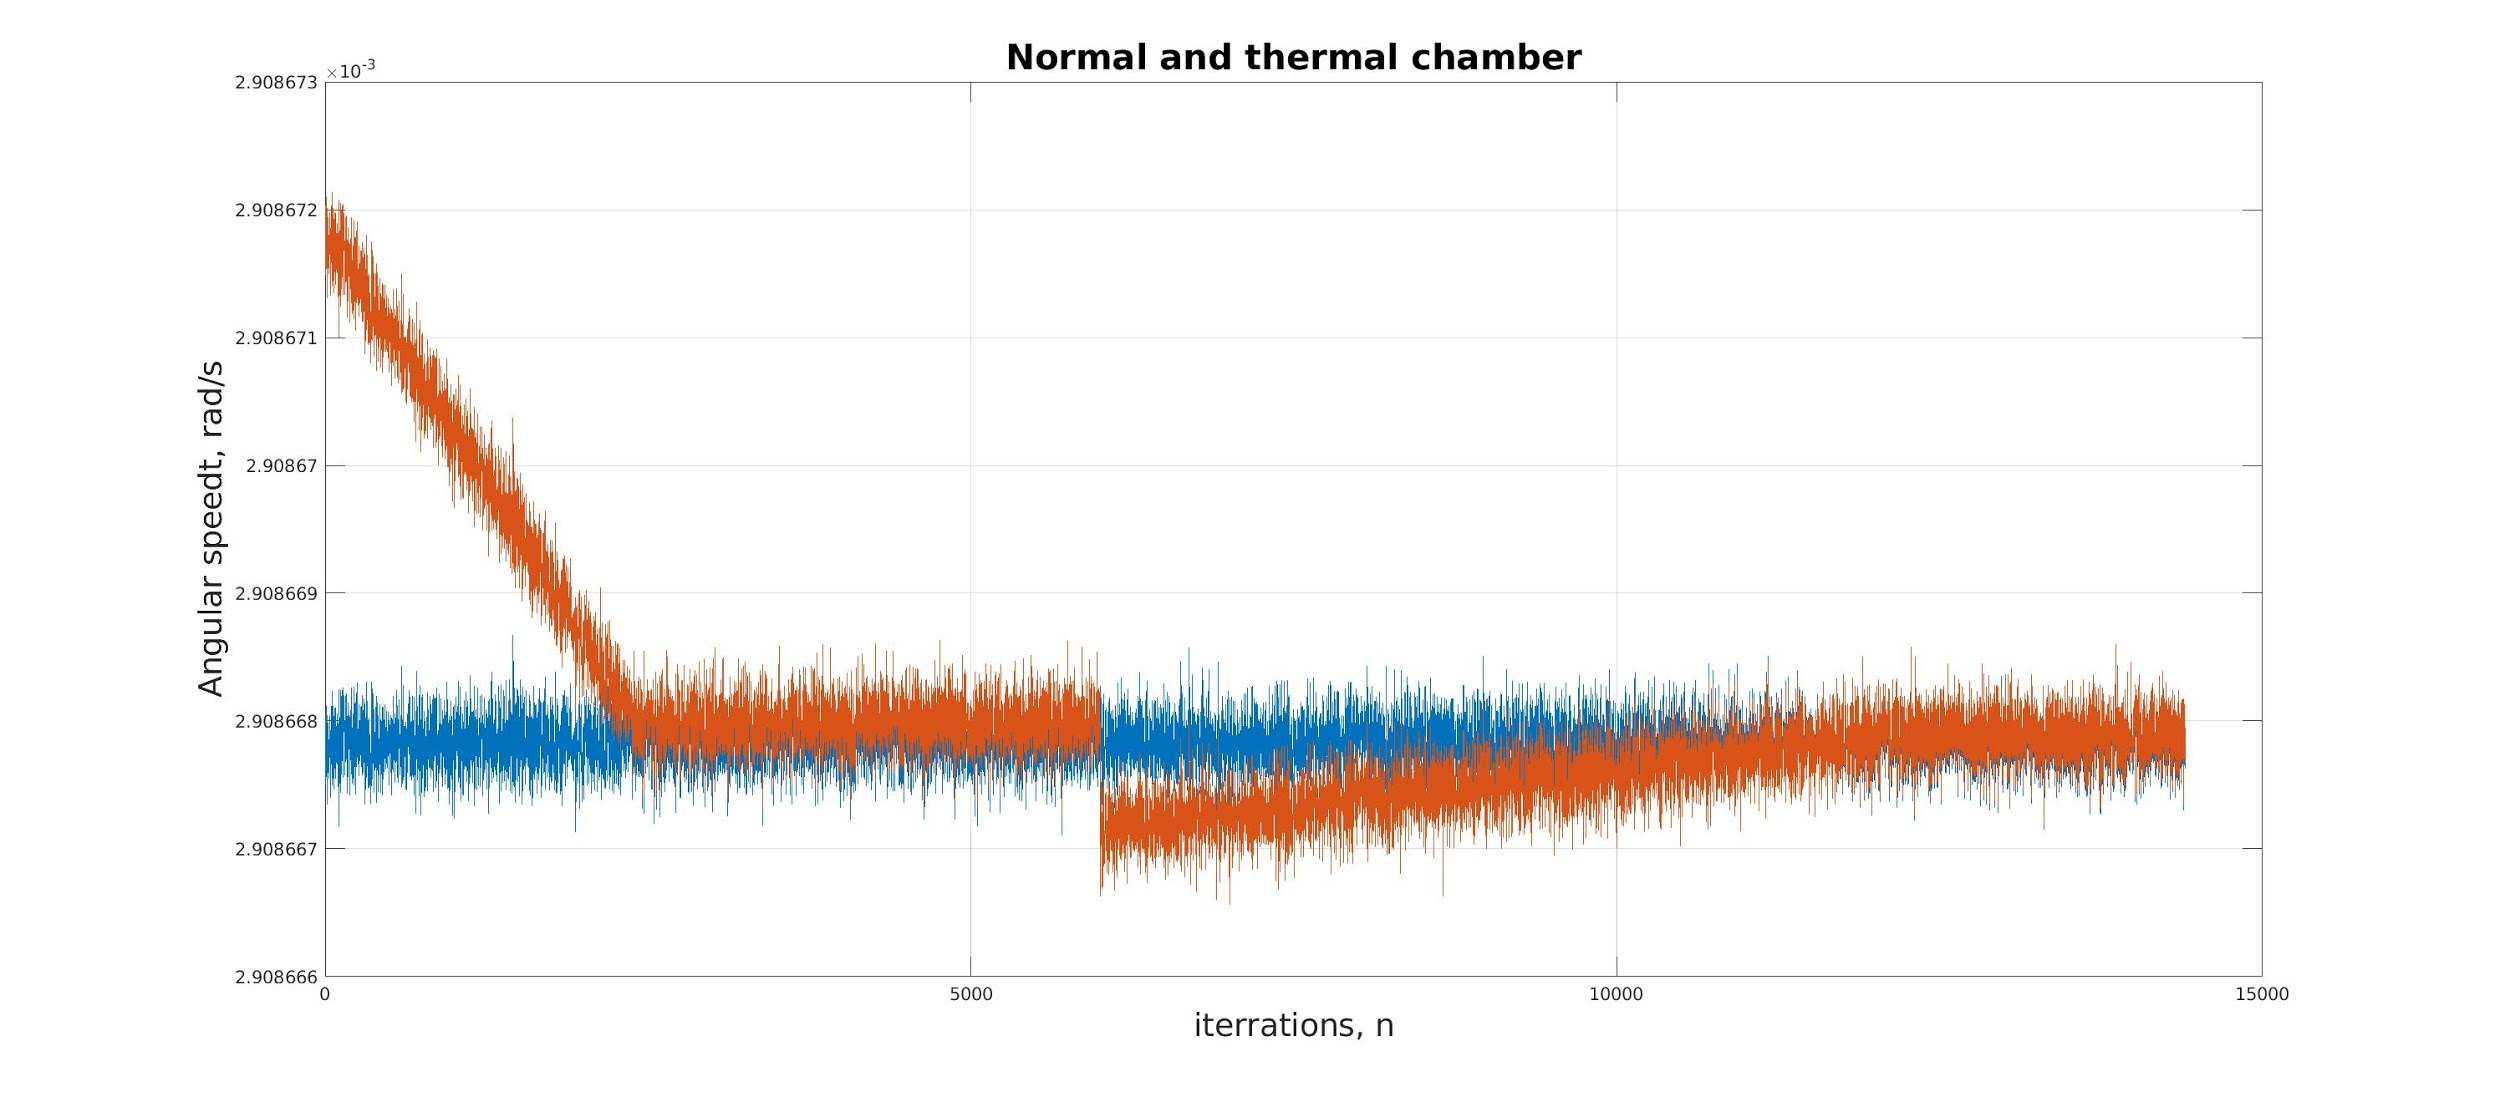 Normal and thermal chamber
×10-3
2.908673
2.908672
2.908671
2.90867
2.908669
2.908668
2.908667
2.908666
Angular speedt, rad/s
0 5000 10000 15000
iterrations, n